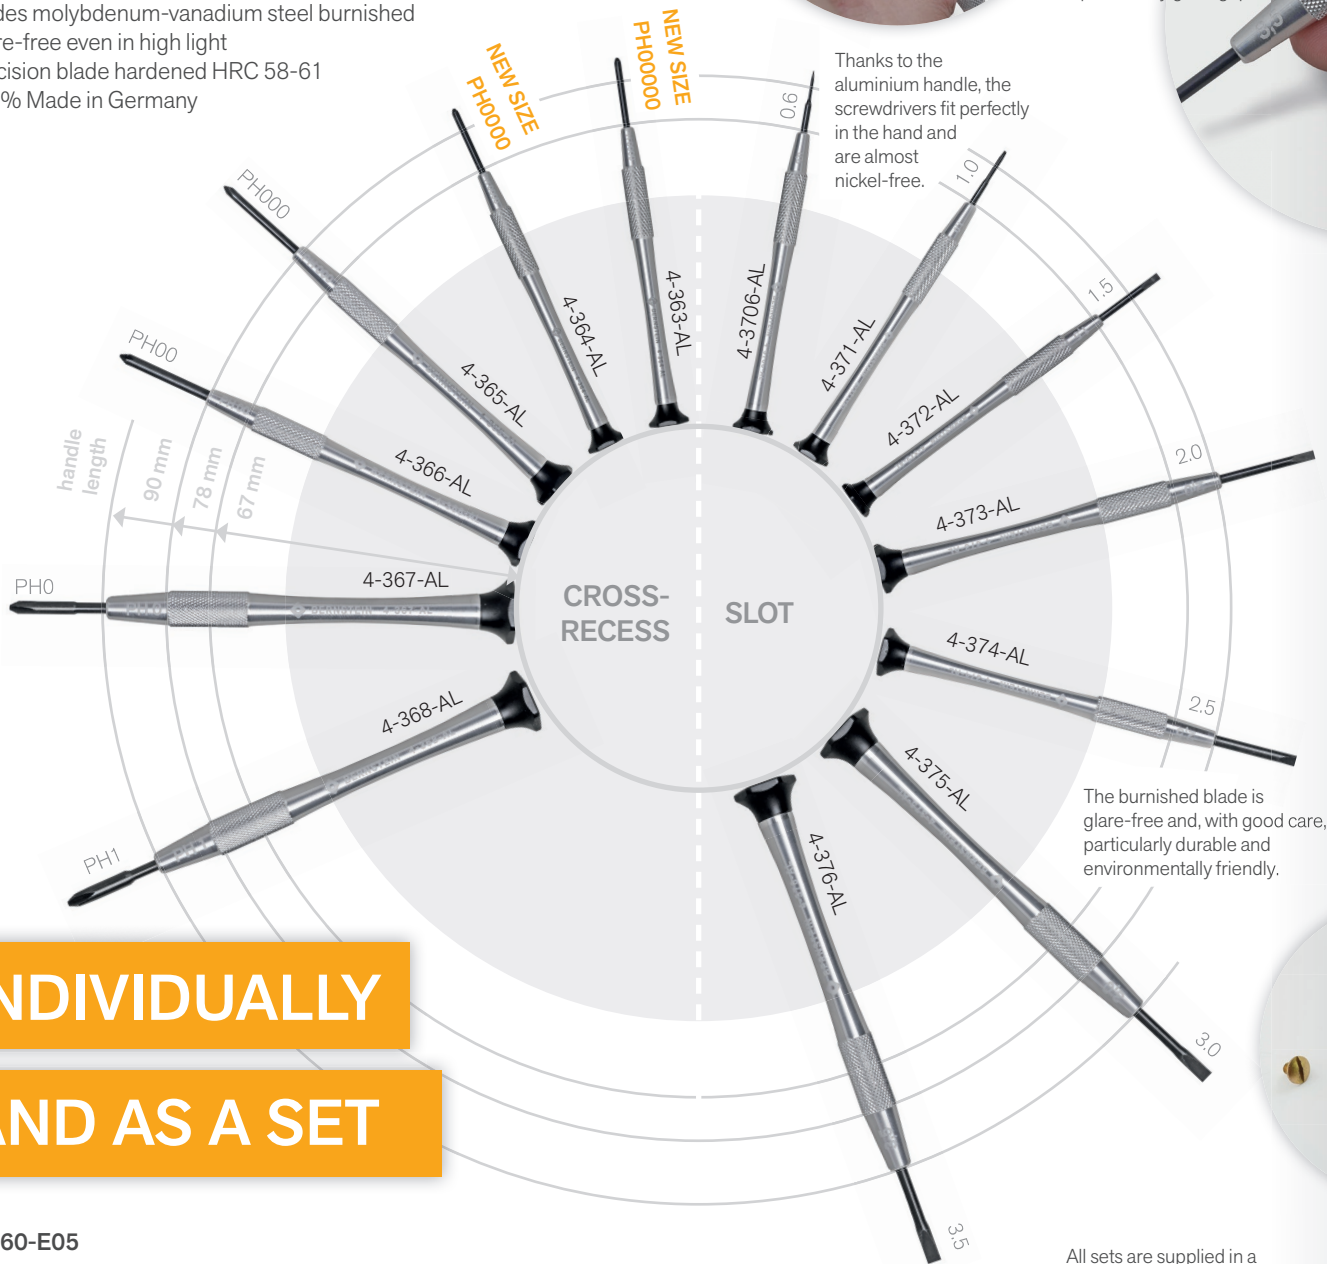 des molybdenum-vanadium steel burnished
re-free even in high light
cision blade hardened HRC 58-61
% Made in Germany
NEW SIZE
PH0000
NEW SIZE
PH00000
Thanks to the
aluminium handle, the
screwdrivers fit perfectly
in the hand and
are almost
nickel-free.
0.6
1.0
1.5
2.0
2.5
3.0
3.5
PH000
PH00
PH0
PH1
handle
length
90 mm
78 mm
67 mm
4-363-AL
4-364-AL
4-365-AL
4-366-AL
4-367-AL
4-368-AL
4-3706-AL
4-371-AL
4-372-AL
4-373-AL
4-374-AL
4-375-AL
4-376-AL
CROSS-
RECESS
SLOT
The burnished blade is
glare-free and, with good care,
particularly durable and
environmentally friendly.
NDIVIDUALLY
AND AS A SET
60-E05
All sets are supplied in a